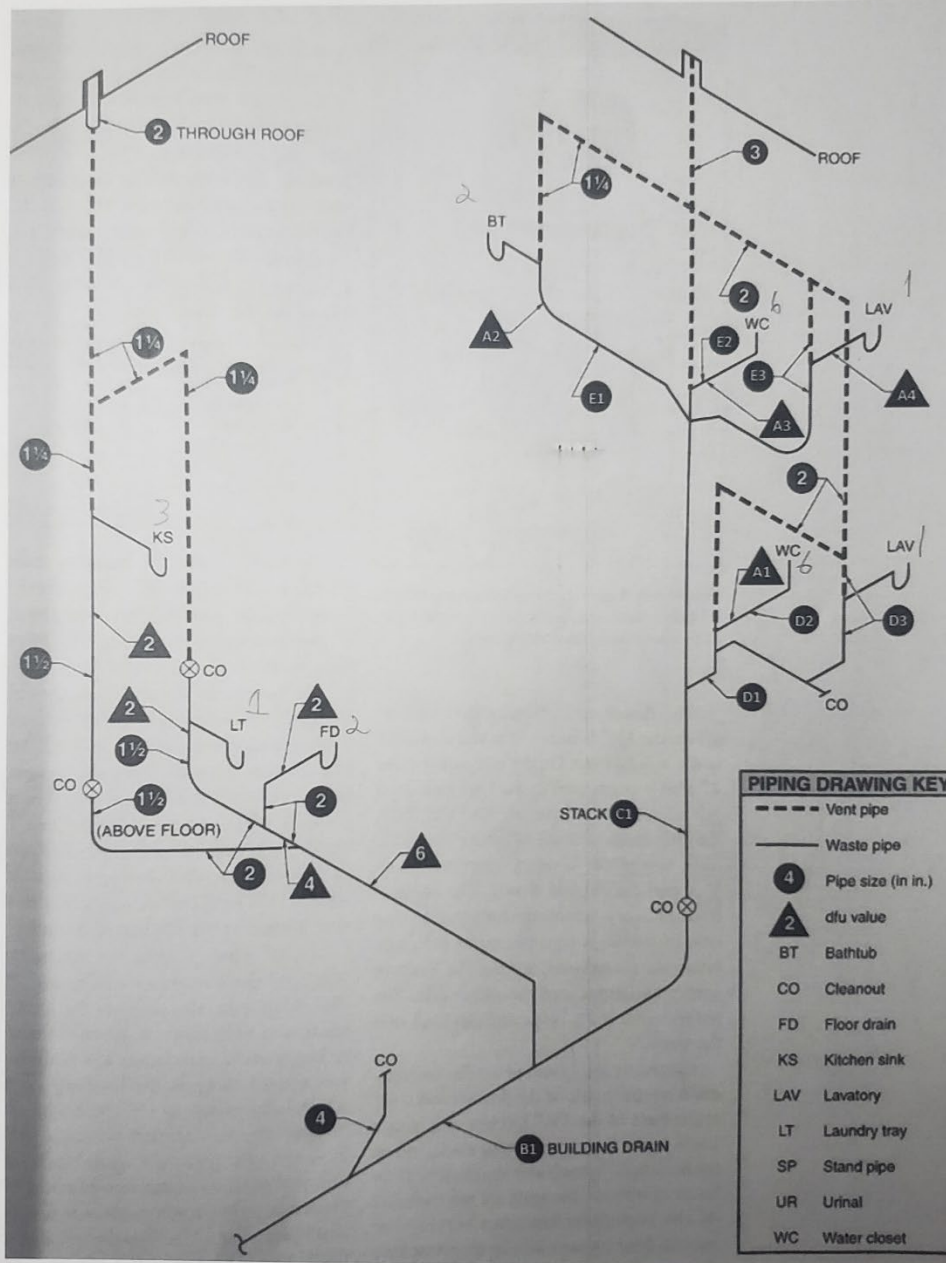 ROOF
2 THROUGH ROOF
3
ROOF
1¼
2
BT
2
6
WC
1
LAV
E2
A2
E1
E3
A3
A4
1¼
1¼
1¼
2
3
KS
WC
6
LAV
1
A1
D2
D3
2
1½
CO
D1
CO
2
LT
1
2
FD
2
1½
CO
1½
2
(ABOVE FLOOR)
2
4
6
STACK C1
CO
CO
4
B1 BUILDING DRAIN
PIPING DRAWING KEY
Vent pipe
Waste pipe
4 Pipe size (in in.)
2 dfu value
BT Bathtub
CO Cleanout
FD Floor drain
KS Kitchen sink
LAV Lavatory
LT Laundry tray
SP Stand pipe
UR Urinal
WC Water closet